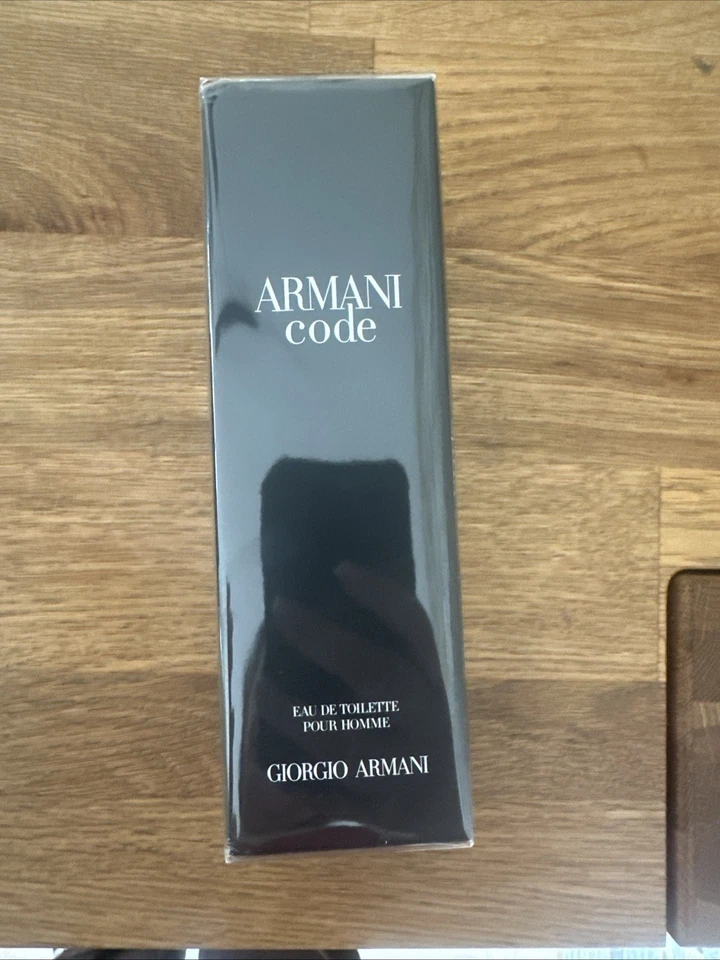 ARMANI
code
EAU DE TOILETTE
POUR HOMME
GIORGIO ARMANI